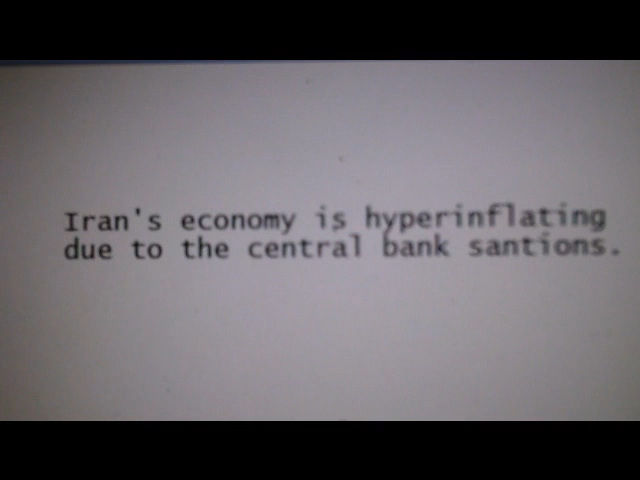 Iran's economy is hyperinflating
due to the central bank santions.